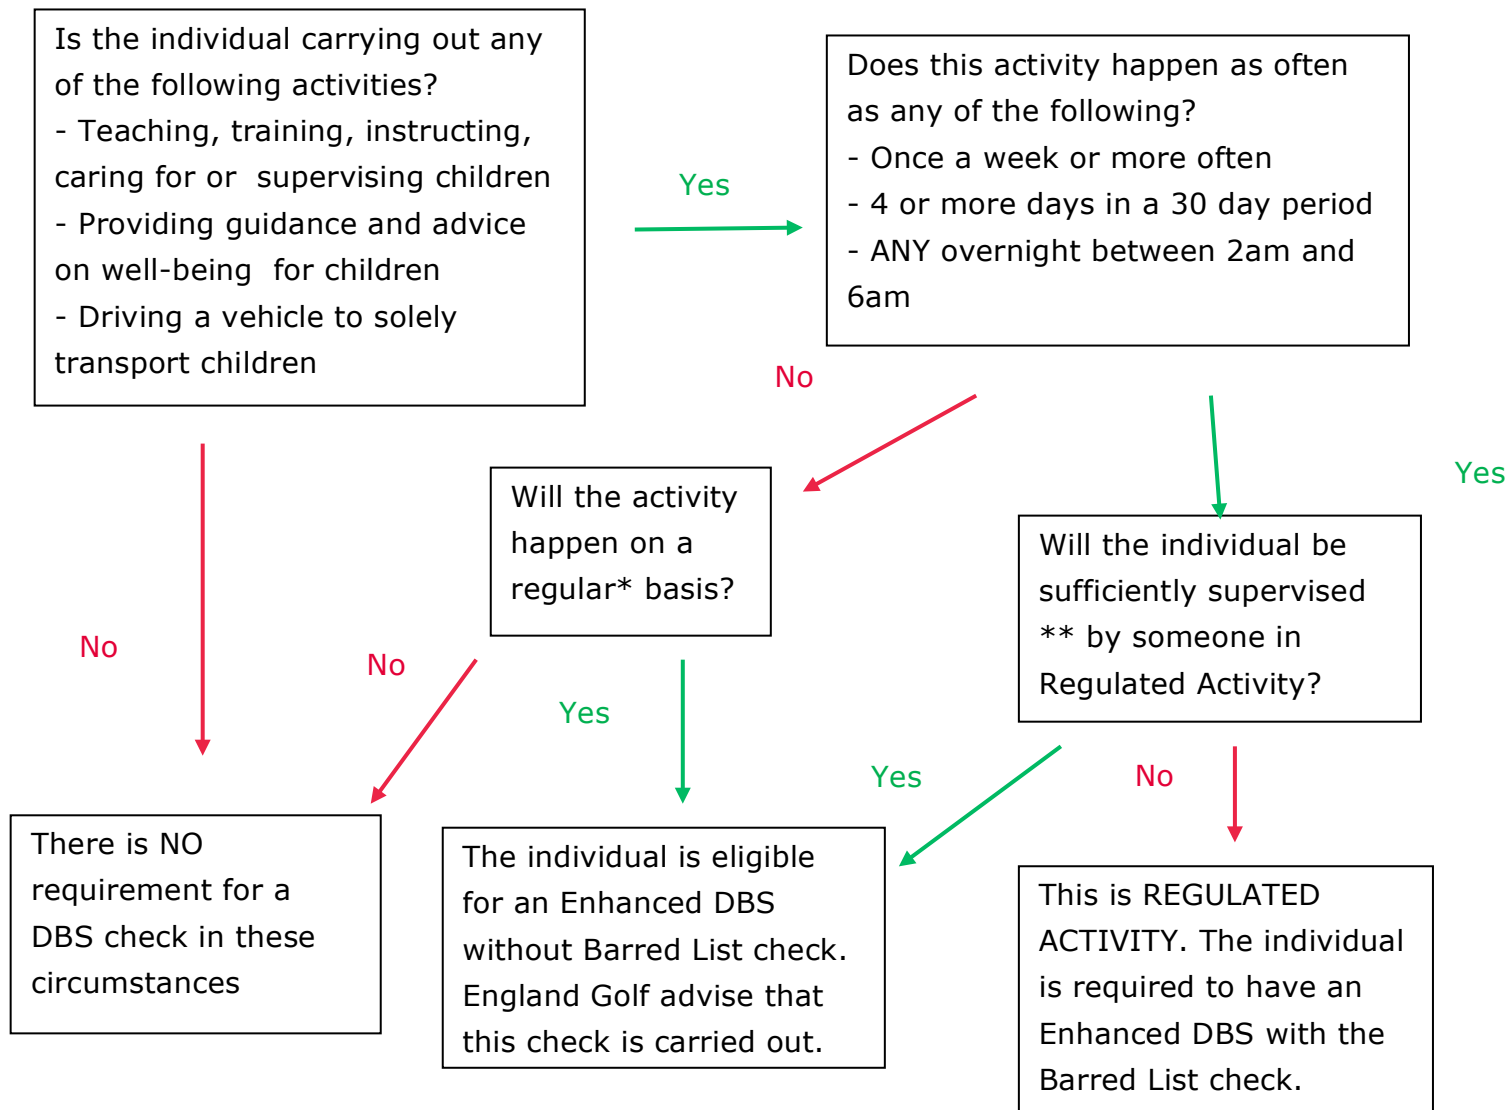 Is the individual carrying out any
of the following activities?
- Teaching, training, instructing,
caring for or  supervising children
- Providing guidance and advice
on well-being  for children
- Driving a vehicle to solely
transport children
Yes
Does this activity happen as often
as any of the following?
- Once a week or more often
- 4 or more days in a 30 day period
- ANY overnight between 2am and
6am
No
Yes
Will the activity
happen on a
regular* basis?
Will the individual be
sufficiently supervised
** by someone in
Regulated Activity?
No
No
Yes
Yes
No
There is NO
requirement for a
DBS check in these
circumstances
The individual is eligible
for an Enhanced DBS
without Barred List check.
England Golf advise that
this check is carried out.
This is REGULATED
ACTIVITY. The individual
is required to have an
Enhanced DBS with the
Barred List check.